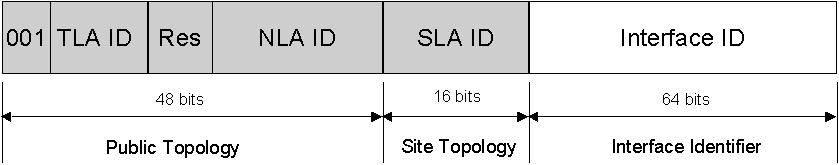 001 TLA ID Res NLA ID SLA ID Interface ID
48 bits 16 bits 64 bits
Public Topology Site Topology Interface Identifier